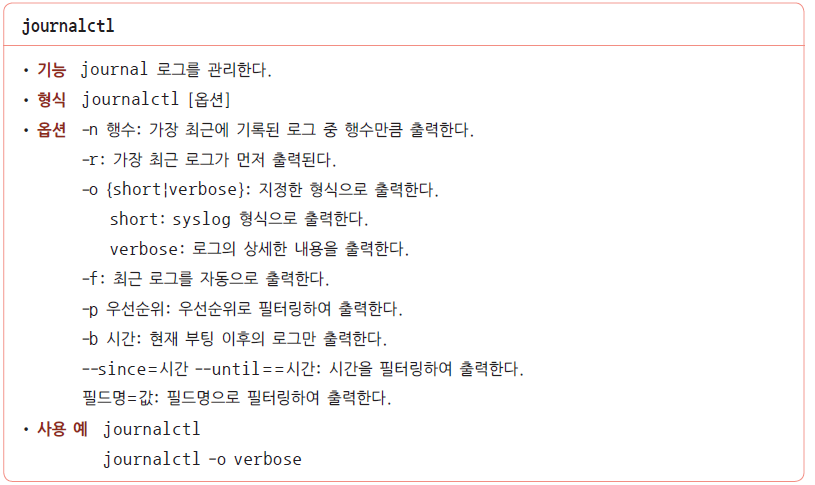 journalctl
• 기능 journal 로그를 관리한다.
• 형식 journalctl [옵션]
• 옵션 -n 행수: 가장 최근에 기록된 로그 중 행수만큼 출력한다.
-r: 가장 최근 로그가 먼저 출력된다.
-o {short¦verbose}: 지정한 형식으로 출력한다.
short: syslog 형식으로 출력한다.
verbose: 로그의 상세한 내용을 출력한다.
-f: 최근 로그를 자동으로 출력한다.
-p 우선순위: 우선순위로 필터링하여 출력한다.
-b 시간: 현재 부팅 이후의 로그만 출력한다.
--since=시간 --until==시간: 시간을 필터링하여 출력한다.
필드명=값: 필드명으로 필터링하여 출력한다.
• 사용 예 journalctl
journalctl -o verbose